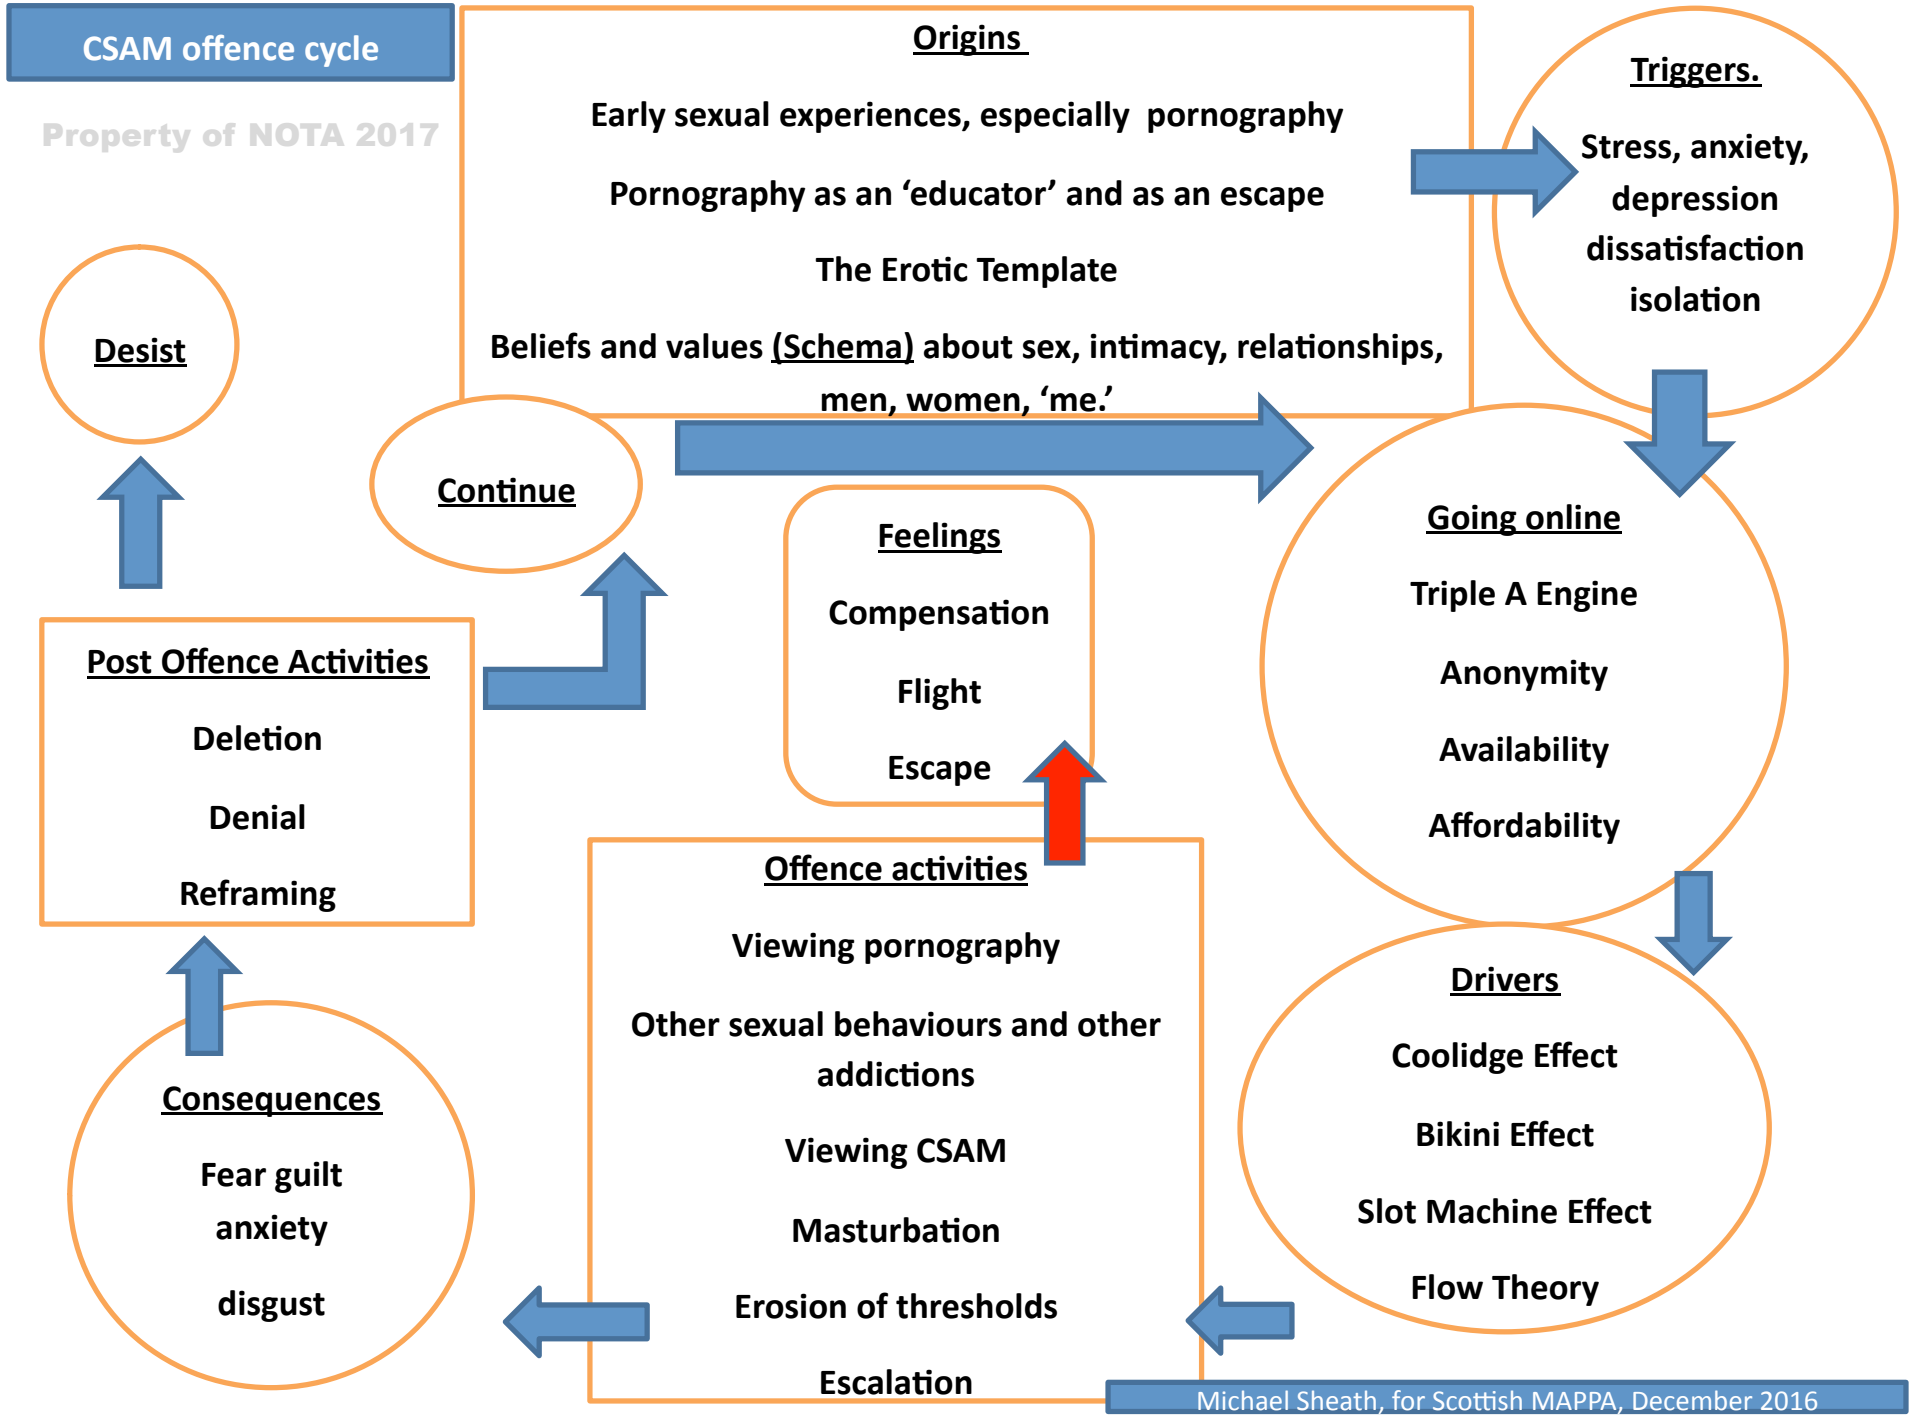 CSAM offence cycle
Property of NOTA 2017
Origins
Early sexual experiences, especially pornography
Pornography as an ‘educator’ and as an escape
The Erotic Template
Beliefs and values (Schema) about sex, intimacy, relationships,
men, women, ‘me.’
Triggers.
Stress, anxiety,
depression
dissatisfaction
isolation
Going online
Triple A Engine
Anonymity
Availability
Affordability
Drivers
Coolidge Effect
Bikini Effect
Slot Machine Effect
Flow Theory
Offence activities
Viewing pornography
Other sexual behaviours and other
addictions
Viewing CSAM
Masturbation
Erosion of thresholds
Escalation
Feelings
Compensation
Flight
Escape
Consequences
Fear guilt
anxiety
disgust
Post Offence Activities
Deletion
Denial
Reframing
Continue
Desist
Michael Sheath, for Scottish MAPPA, December 2016